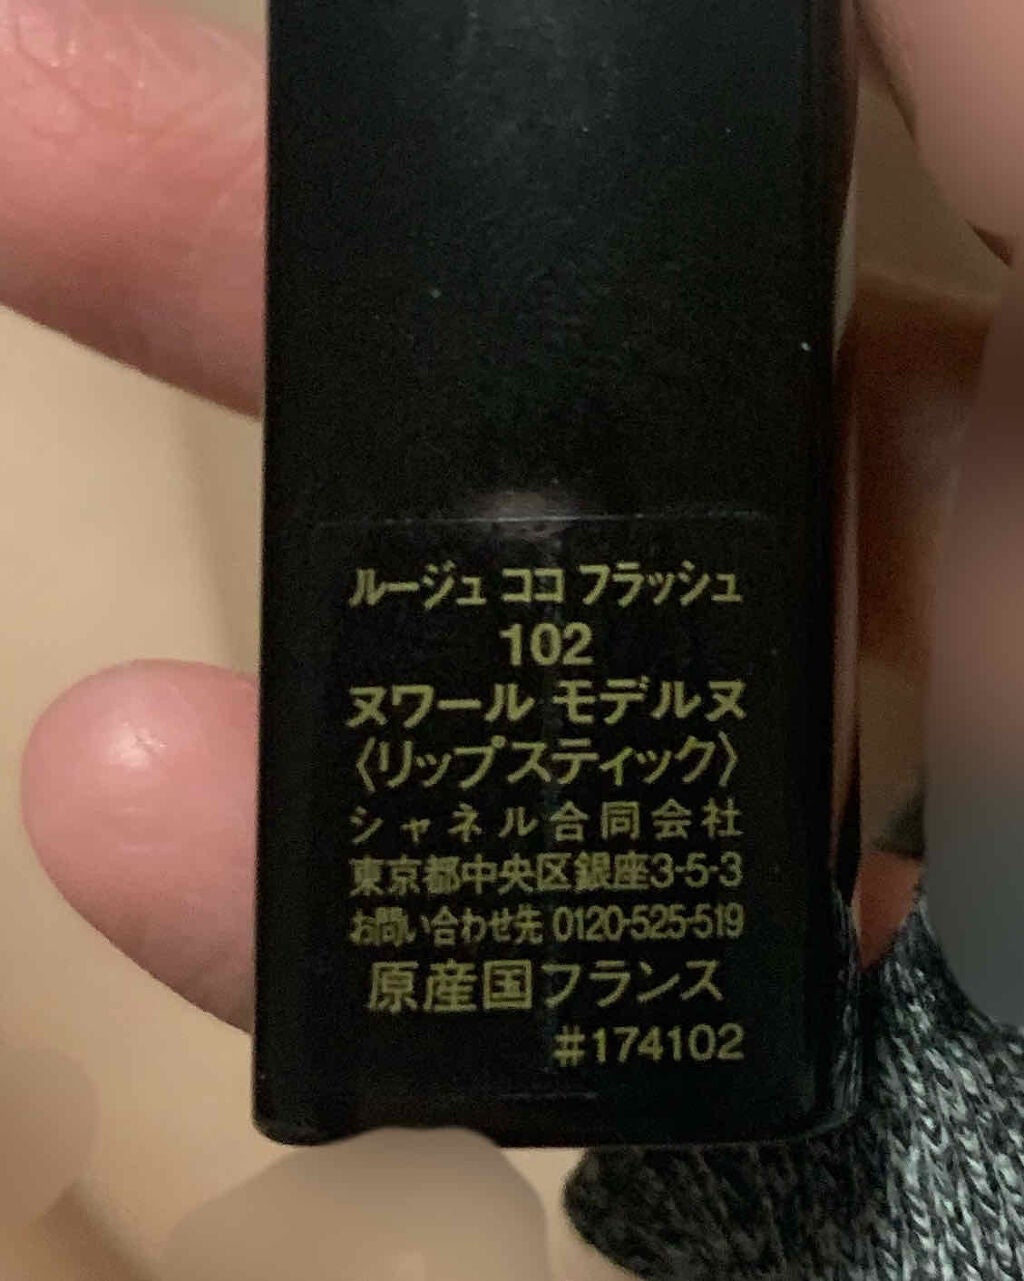 ルージュ ココ フラッシュ
102
ヌワール モデルヌ
〈リップスティック〉
シャネル合同会社
東京都中央区銀座3-5-3
お問い合わせ先 0120-525-519
原産国フランス
#174102